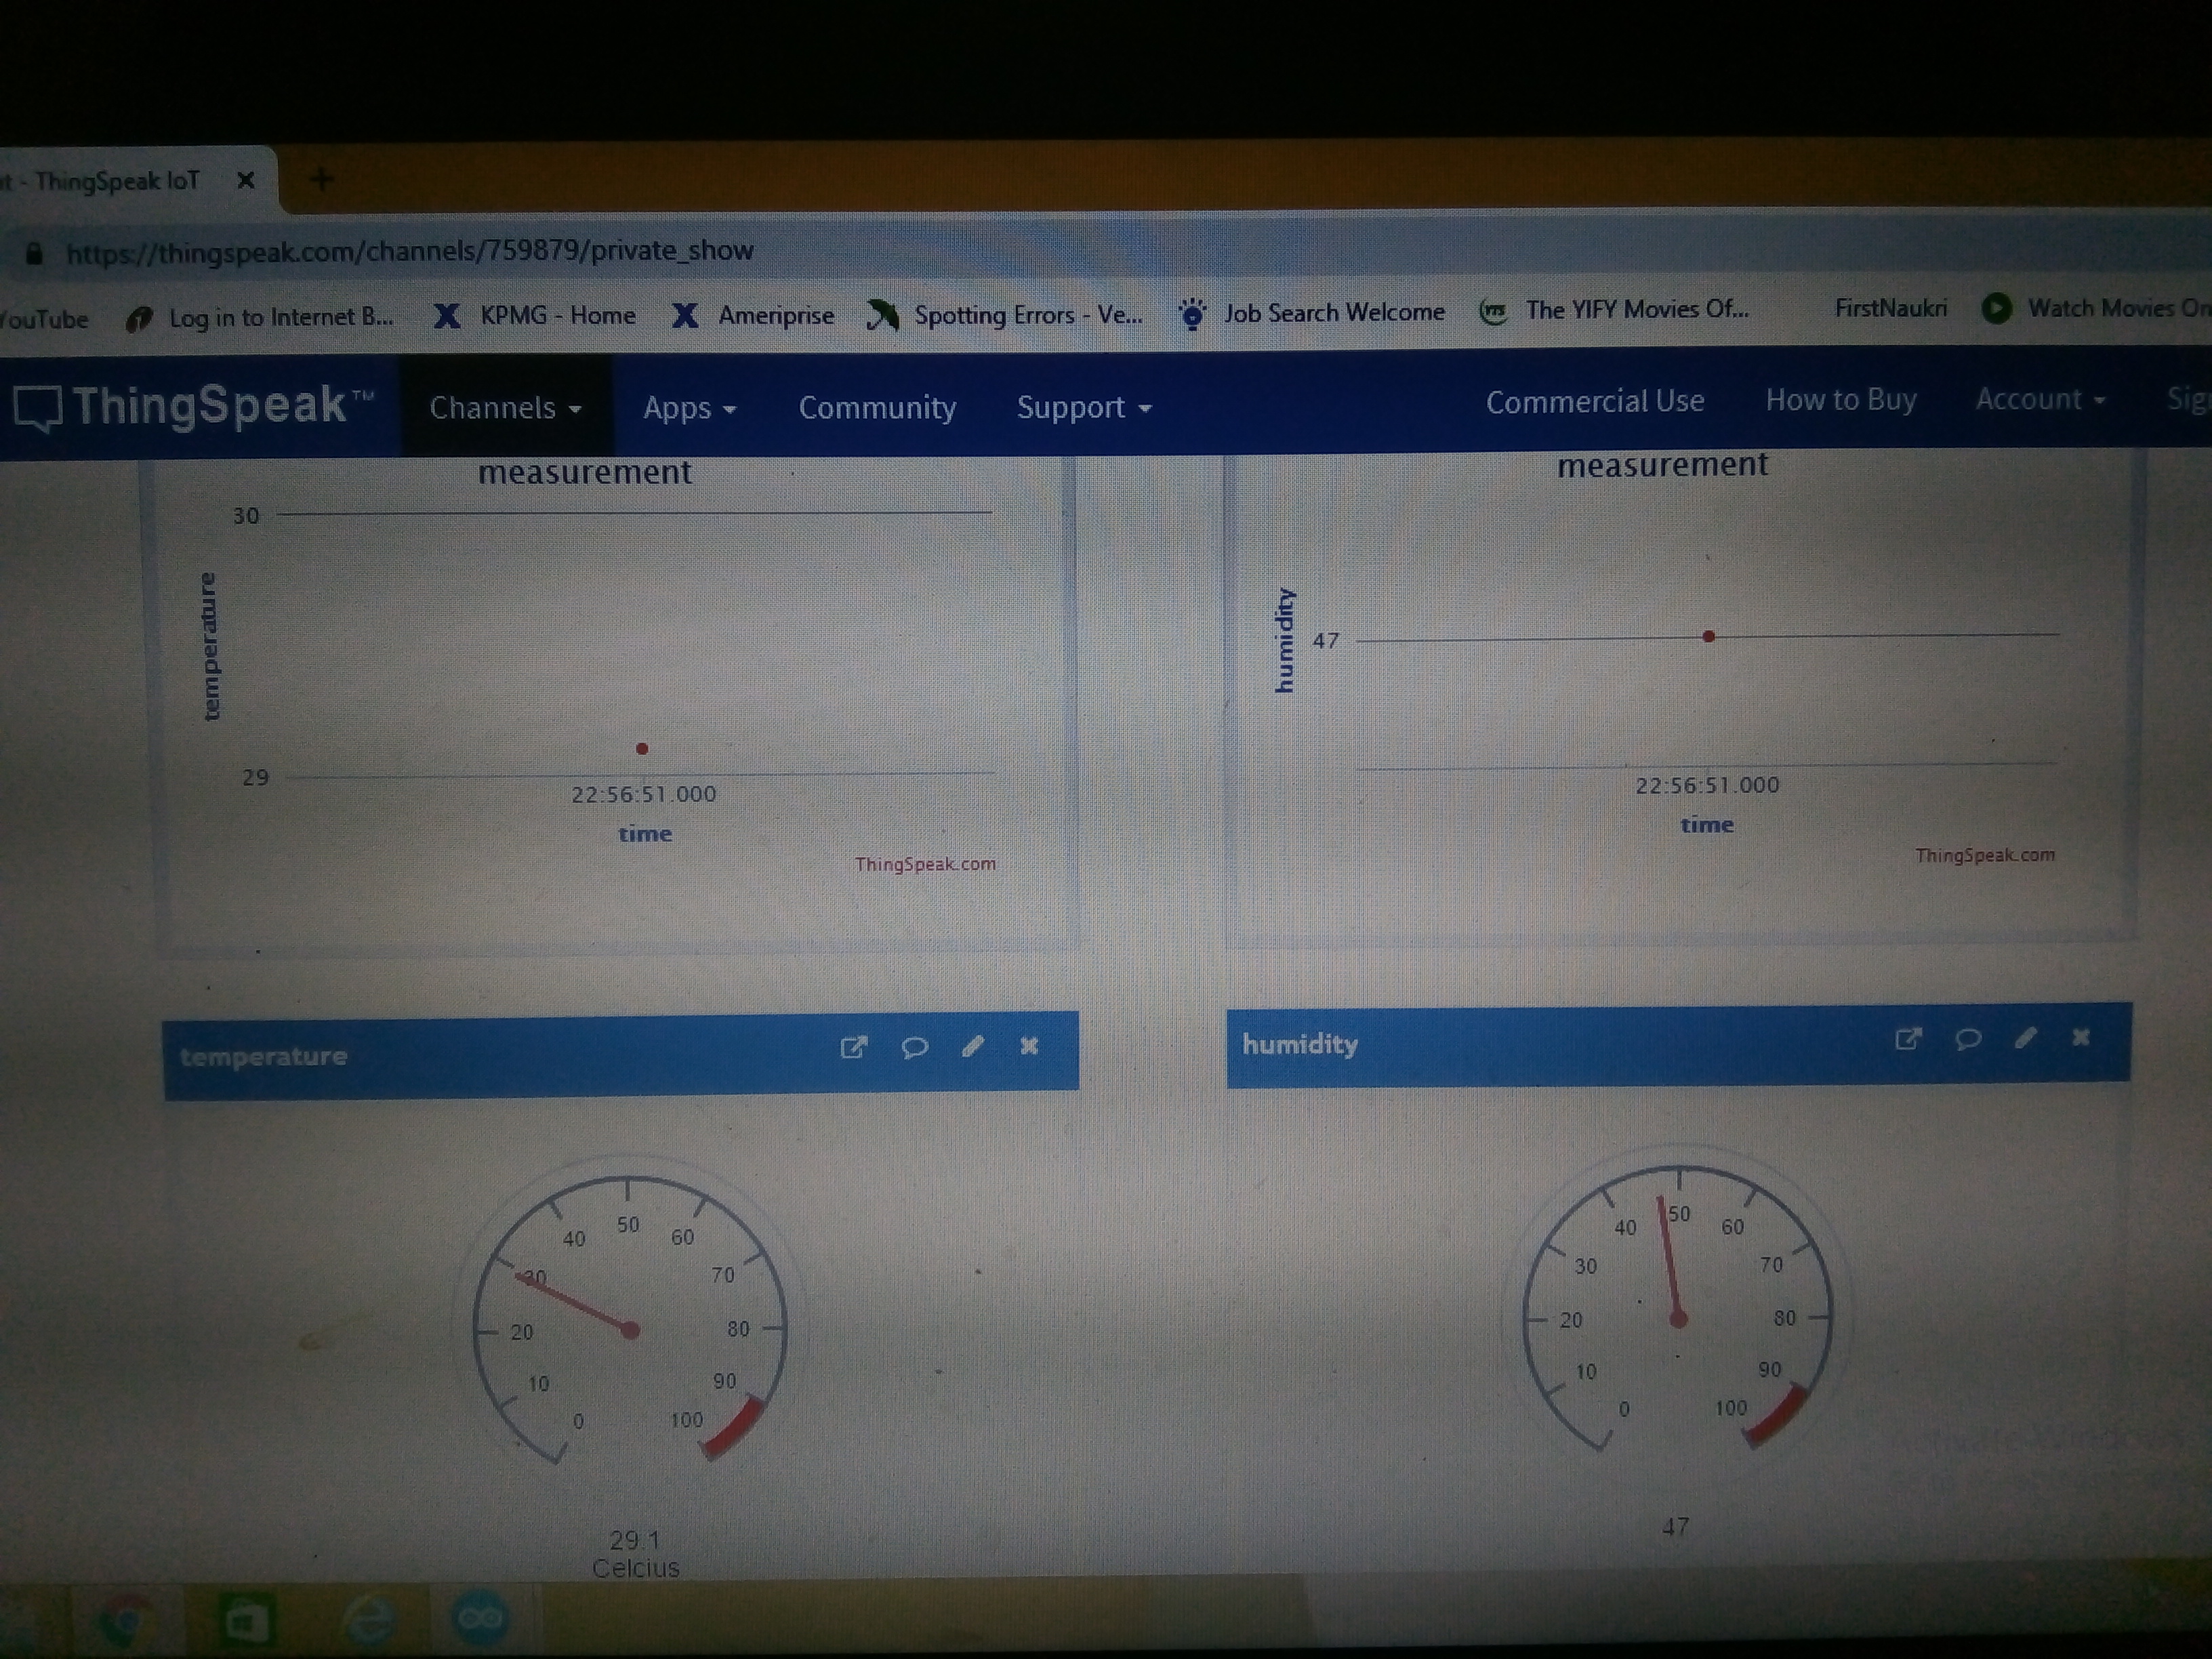 t - ThingSpeak IoT
https://thingspeak.com/channels/759879/private_show
YouTube Log in to Internet B... KPMG - Home Ameriprise Spotting Errors - Ve... Job Search Welcome The YIFY Movies Of... FirstNaukri Watch Movies On
ThingSpeak™ Channels Apps Community Support Commercial Use How to Buy Account Sig
measurement
30
temperature
29
22:56:51.000
time
ThingSpeak.com
measurement
humidity
47
22:56:51.000
time
ThingSpeak.com
temperature
0
10
20
30
40
50
60
70
80
90
100
29.1
Celcius
humidity
0
10
20
30
40
50
60
70
80
90
100
47